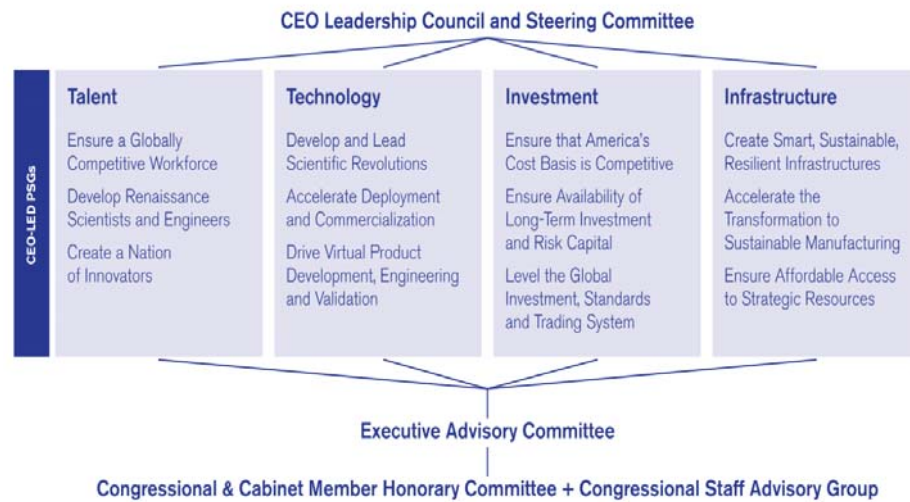 CEO Leadership Council and Steering Committee
CEO-LED PSGs
Talent
Ensure a Globally
Competitive Workforce
Develop Renaissance
Scientists and Engineers
Create a Nation
of Innovators
Technology
Develop and Lead
Scientific Revolutions
Accelerate Deployment
and Commercialization
Drive Virtual Product
Development, Engineering
and Validation
Investment
Ensure that America's
Cost Basis is Competitive
Ensure Availability of
Long-Term Investment
and Risk Capital
Level the Global
Investment, Standards
and Trading System
Infrastructure
Create Smart, Sustainable,
Resilient Infrastructures
Accelerate the
Transformation to
Sustainable Manufacturing
Ensure Affordable Access
to Strategic Resources
Executive Advisory Committee
Congressional & Cabinet Member Honorary Committee + Congressional Staff Advisory Group